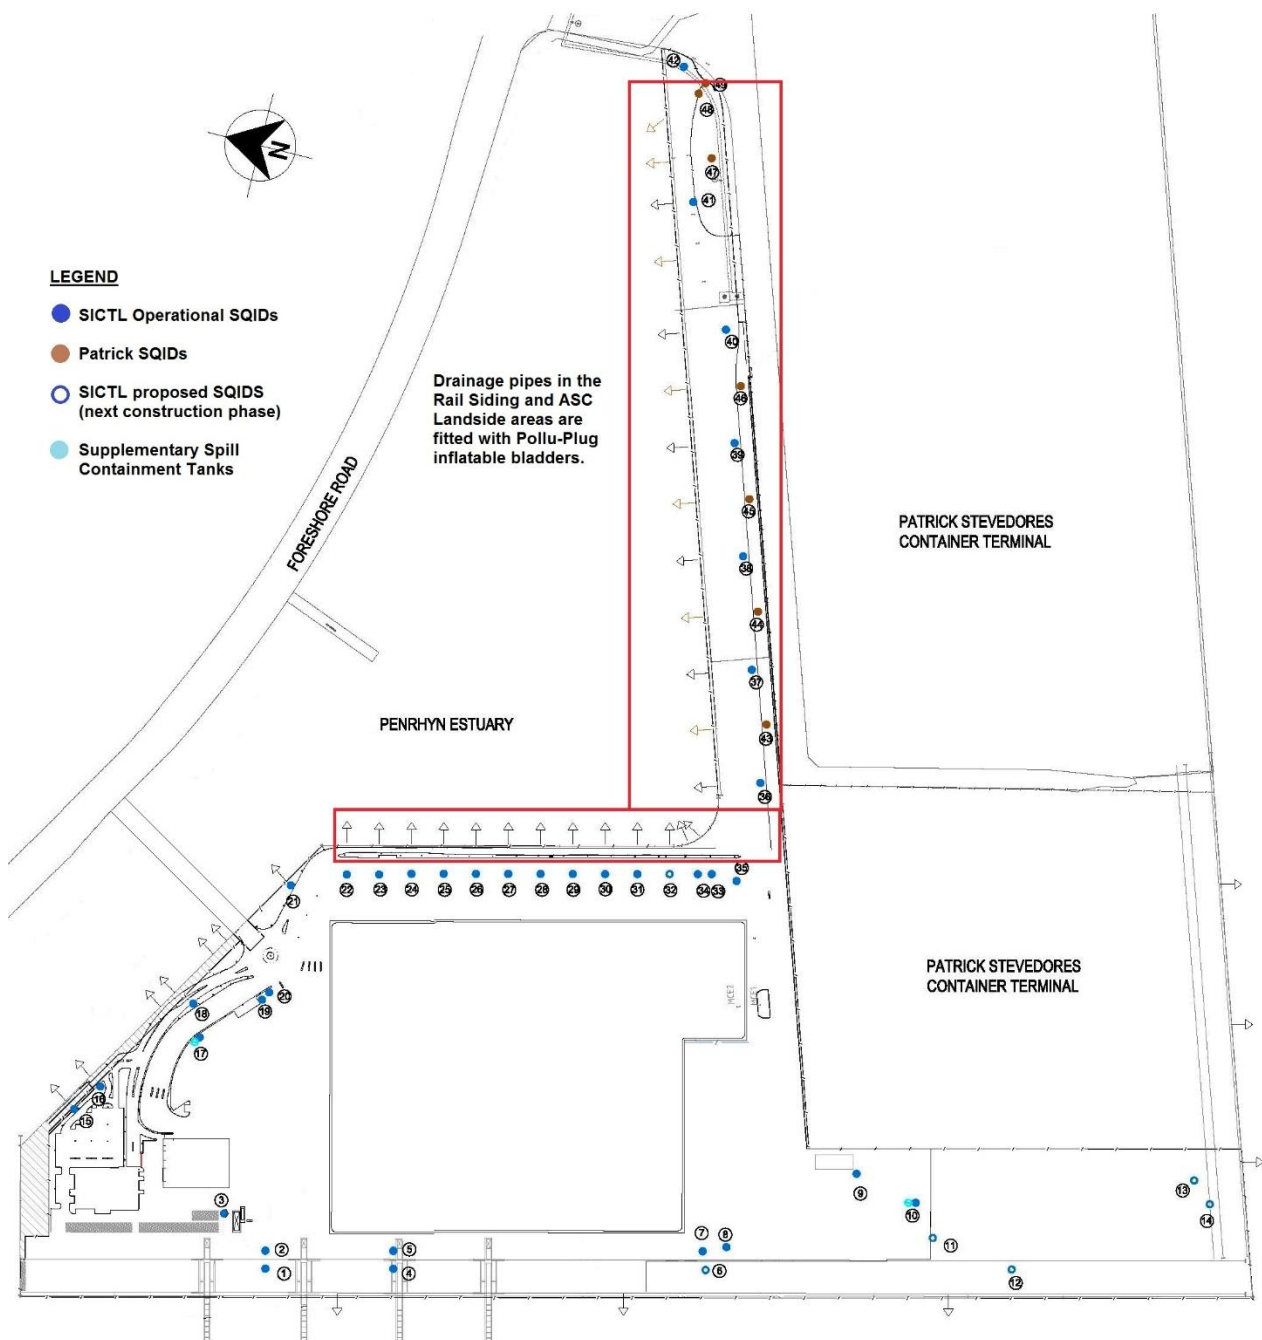 42
49
48
47
41
N
LEGEND
SICTL Operational SQIDs
Patrick SQIDs
SICTL proposed SQIDS
(next construction phase)
Supplementary Spill
Containment Tanks
Drainage pipes in the
Rail Siding and ASC
Landside areas are
fitted with Pollu-Plug
inflatable bladders.
40
46
39
45
38
44
37
43
36
FORESHORE ROAD
PATRICK STEVEDORES
CONTAINER TERMINAL
PENRHYN ESTUARY
35
22
23
24
25
26
27
28
29
30
31
32
34
33
21
PATRICK STEVEDORES
CONTAINER TERMINAL
MCE2
MCE1
20
19
18
17
16
15
9
10
13
14
11
3
2
5
7
8
1
4
6
12